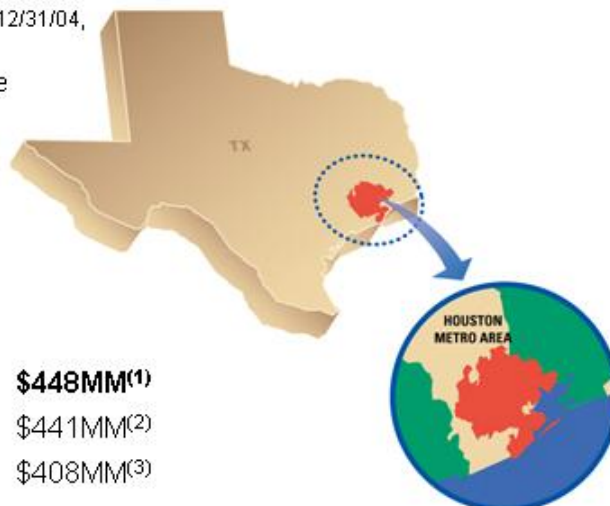 12/31/04,
e
TX
HOUSTON
METRO AREA
$448MM(1)
$441MM(2)
$408MM(3)